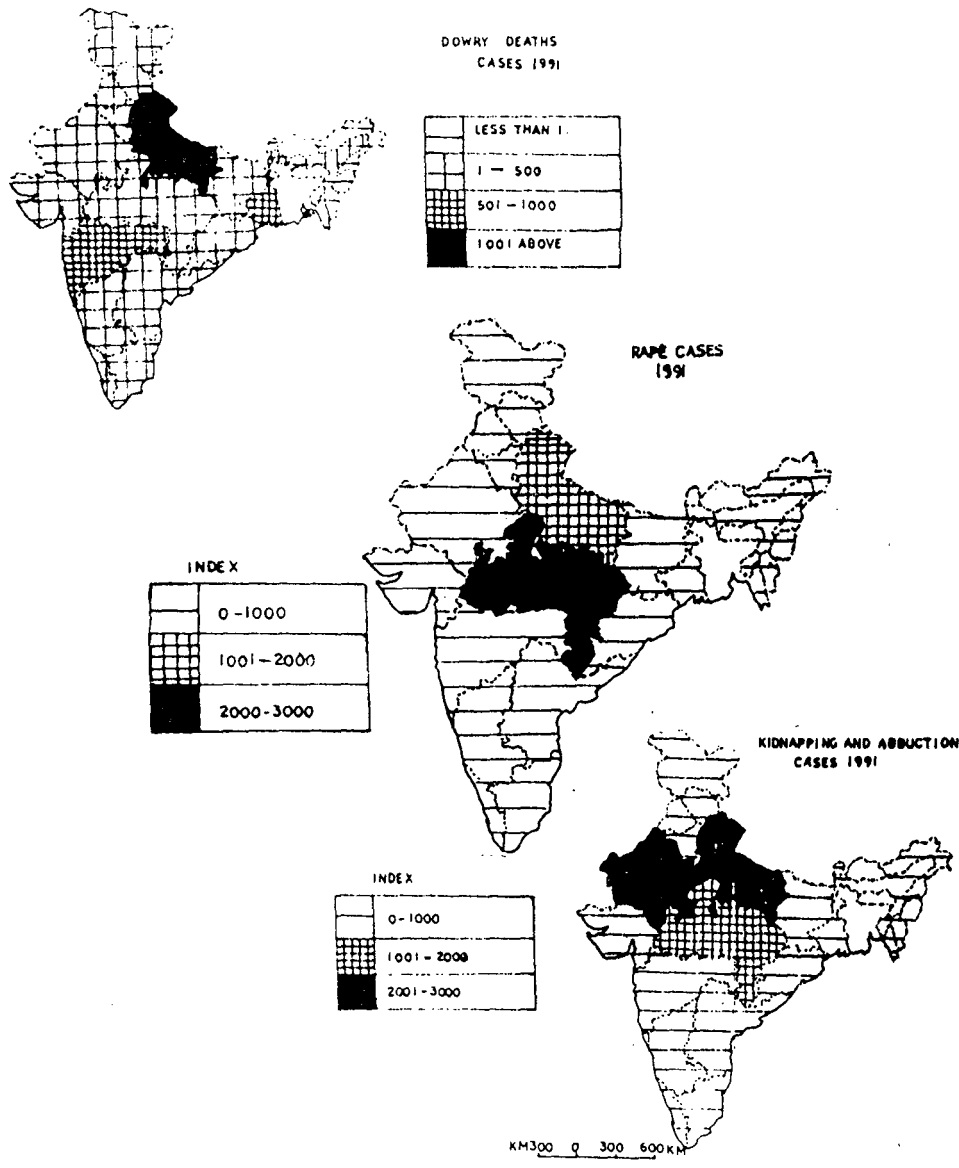 DOWRY DEATHS
CASES 1991
LESS THAN 1.
1 — 500
501 — 1000
1001 ABOVE
RAPE CASES
1991
INDEX
0-1000
1001-2000
2000-3000
KIDNAPPING AND ABDUCTION
CASES 1991
INDEX
0-1000
1001-2000
2001-3000
KM300 0 300 600KM